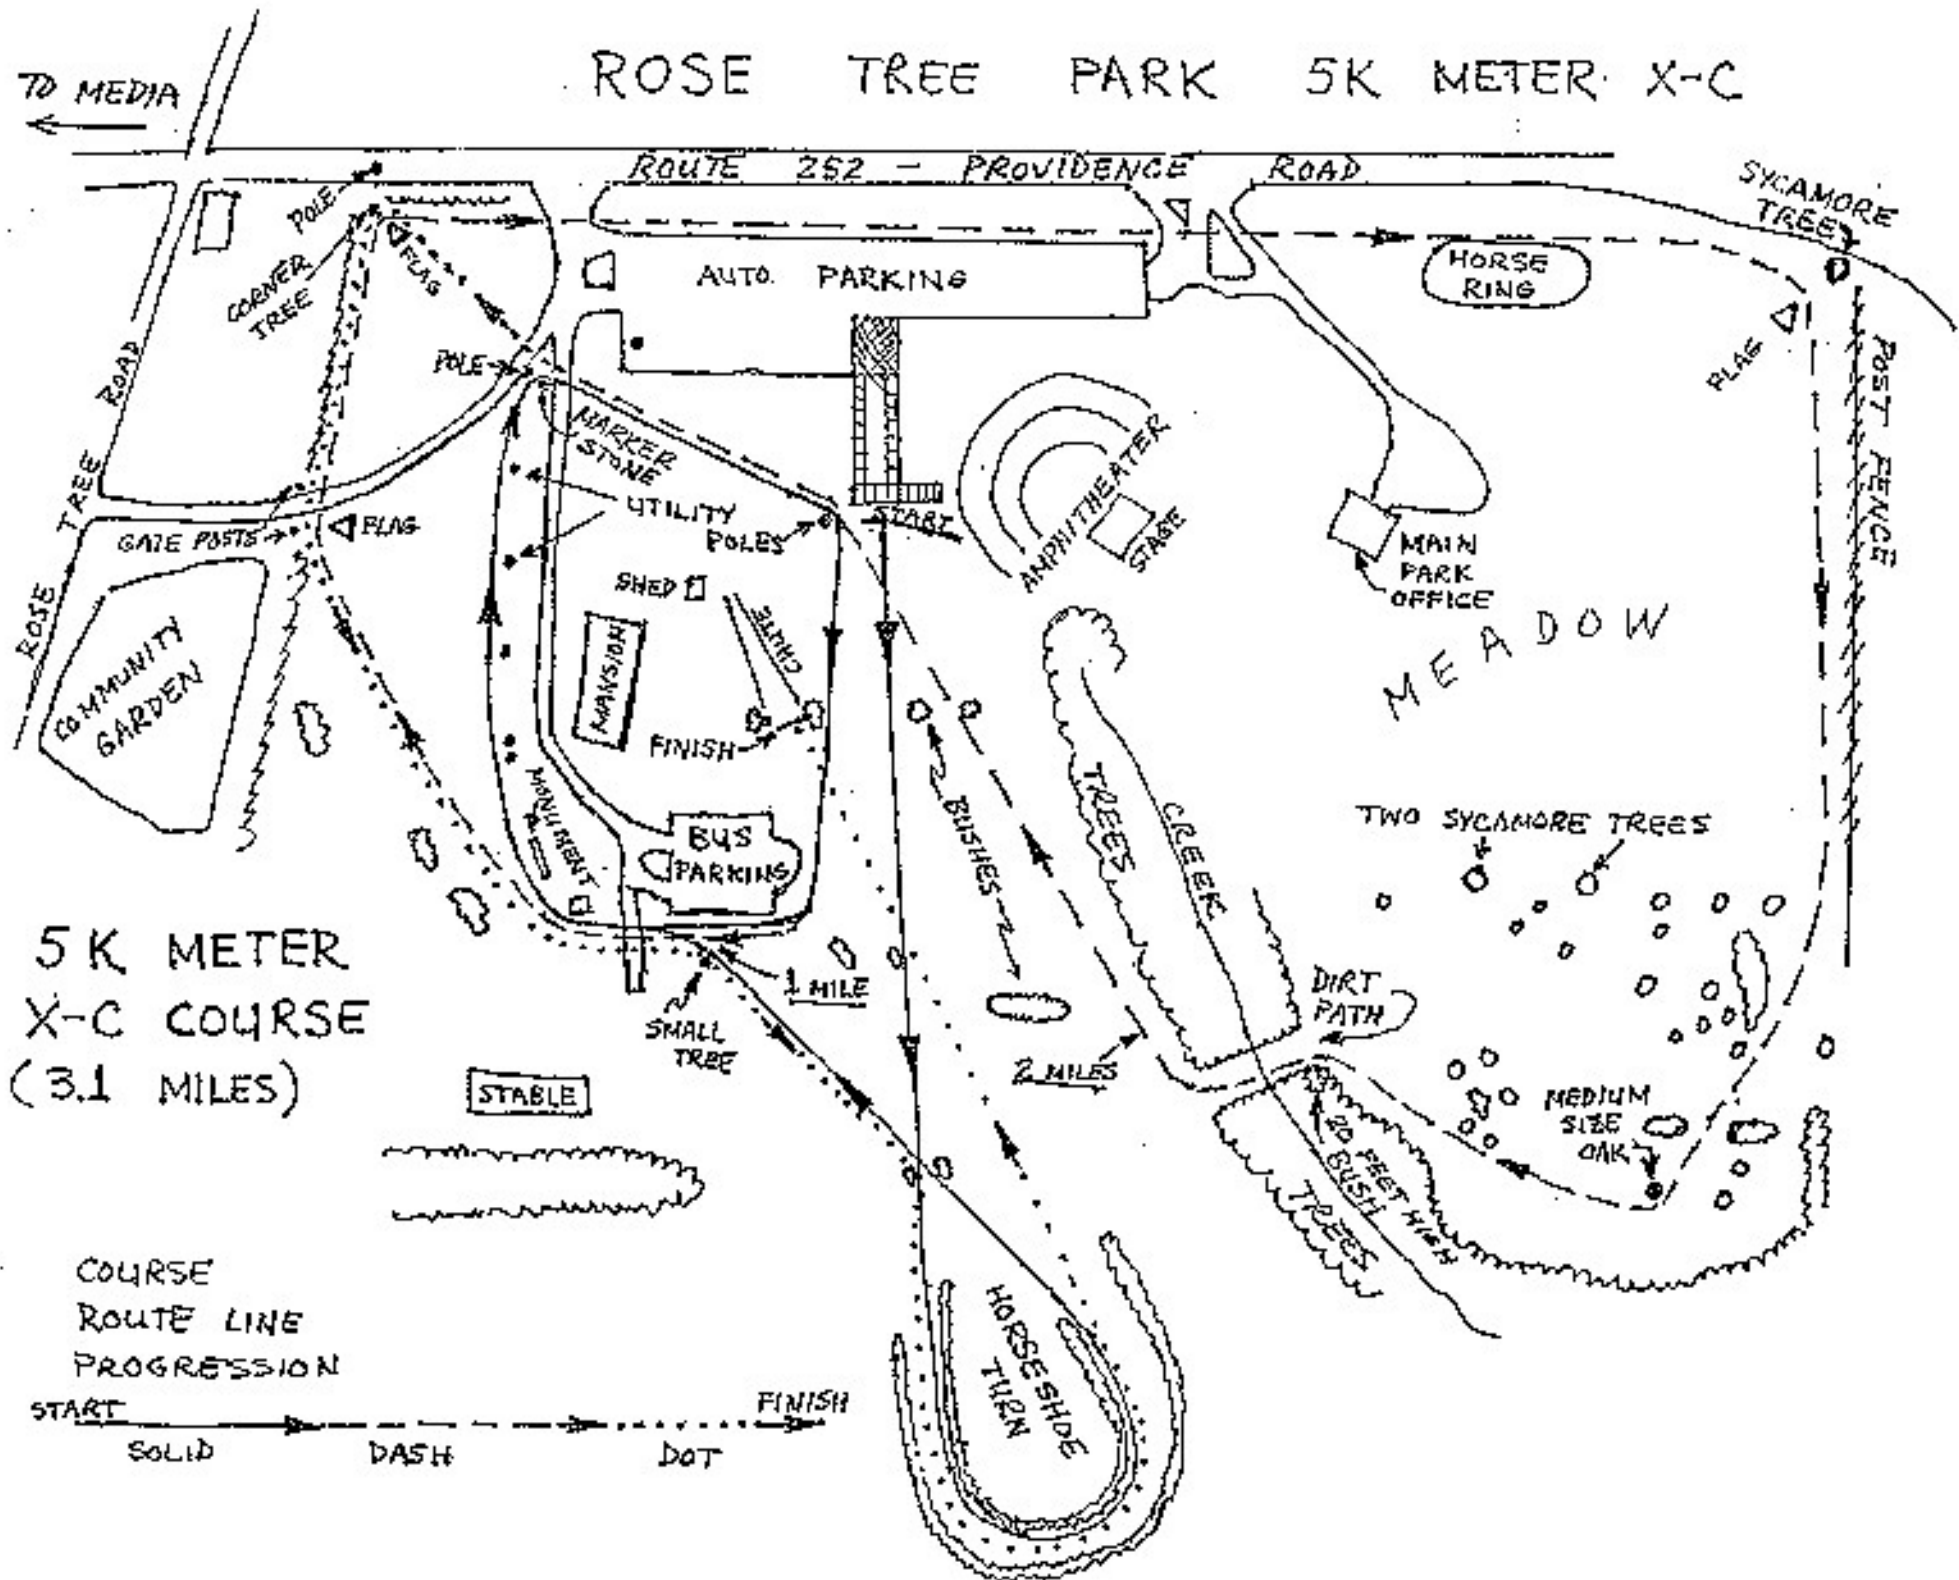 ROSE TREE PARK 5K METER X-C
TO MEDIA
ROUTE 252 - PROVIDENCE ROAD
SYCAMORE
TREE
POLE
FLAG
CORNER
TREE
AUTO. PARKING
HORSE
RING
FLAG
POST FENCE
ROSE TREE ROAD
POLE
MARKER
STONE
UTILITY
POLES
START
AMPHITHEATER
STAGE
MAIN
PARK
OFFICE
GATE POSTS
FLAG
SHED
CHUTE
MANSION
FINISH
MEADOW
COMMUNITY
GARDEN
MONUMENT
BUS
PARKING
BUSHES
TREES
CREEK
TWO SYCAMORE TREES
5K METER
X-C COURSE
(3.1 MILES)
1 MILE
SMALL
TREE
DIRT
PATH
2 MILES
STABLE
MEDIUM
SIZE
OAK
20 FEET HIGH
BUSH
TREES
HORSESHOE
TURN
COURSE
ROUTE LINE
PROGRESSION
START
FINISH
SOLID
DASH
DOT